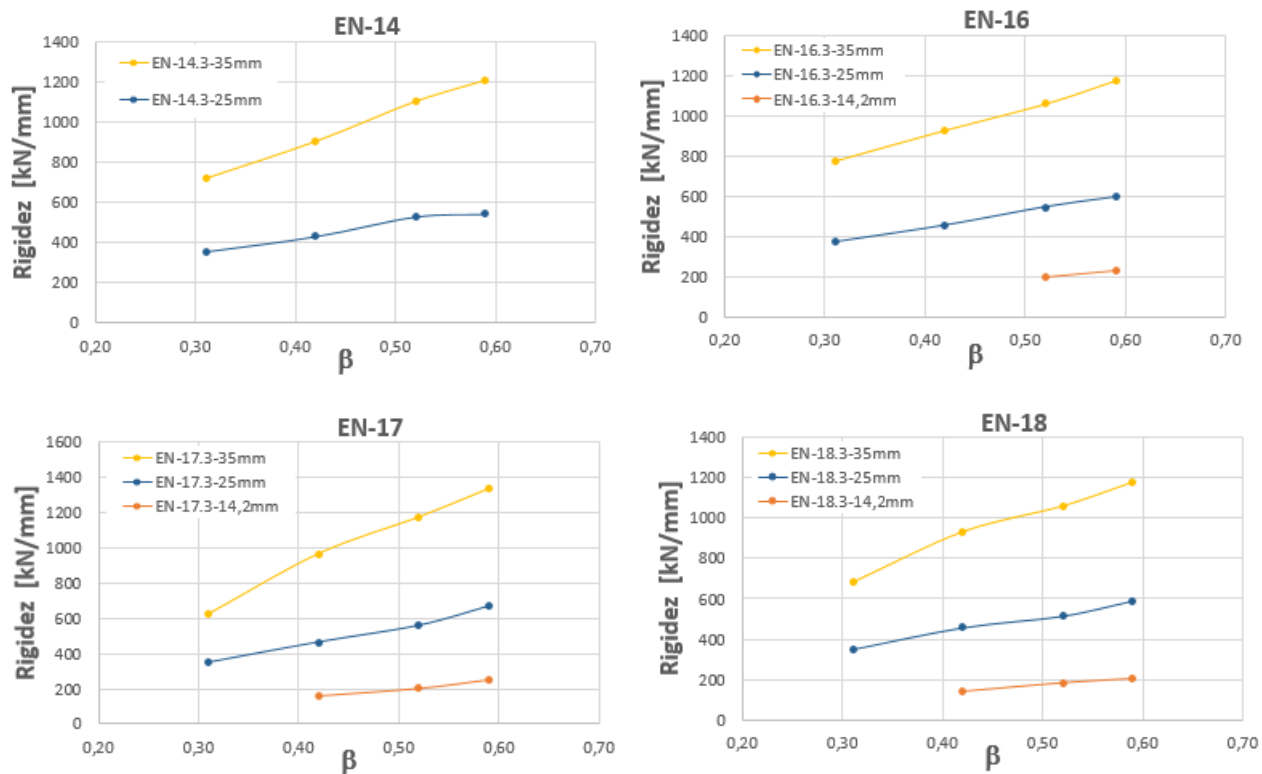 EN-14
1400
1200
1000
800
600
400
200
0
Rigidez [kN/mm]
EN-14.3-35mm
EN-14.3-25mm
0,20 0,30 0,40 0,50 0,60 0,70
β
EN-16
1400
1200
1000
800
600
400
200
0
Rigidez [kN/mm]
EN-16.3-35mm
EN-16.3-25mm
EN-16.3-14,2mm
0,20 0,30 0,40 0,50 0,60 0,70
β
EN-17
1600
1400
1200
1000
800
600
400
200
0
Rigidez [kN/mm]
EN-17.3-35mm
EN-17.3-25mm
EN-17.3-14,2mm
0,20 0,30 0,40 0,50 0,60 0,70
β
EN-18
1400
1200
1000
800
600
400
200
0
Rigidez [kN/mm]
EN-18.3-35mm
EN-18.3-25mm
EN-18.3-14,2mm
0,20 0,30 0,40 0,50 0,60 0,70
β